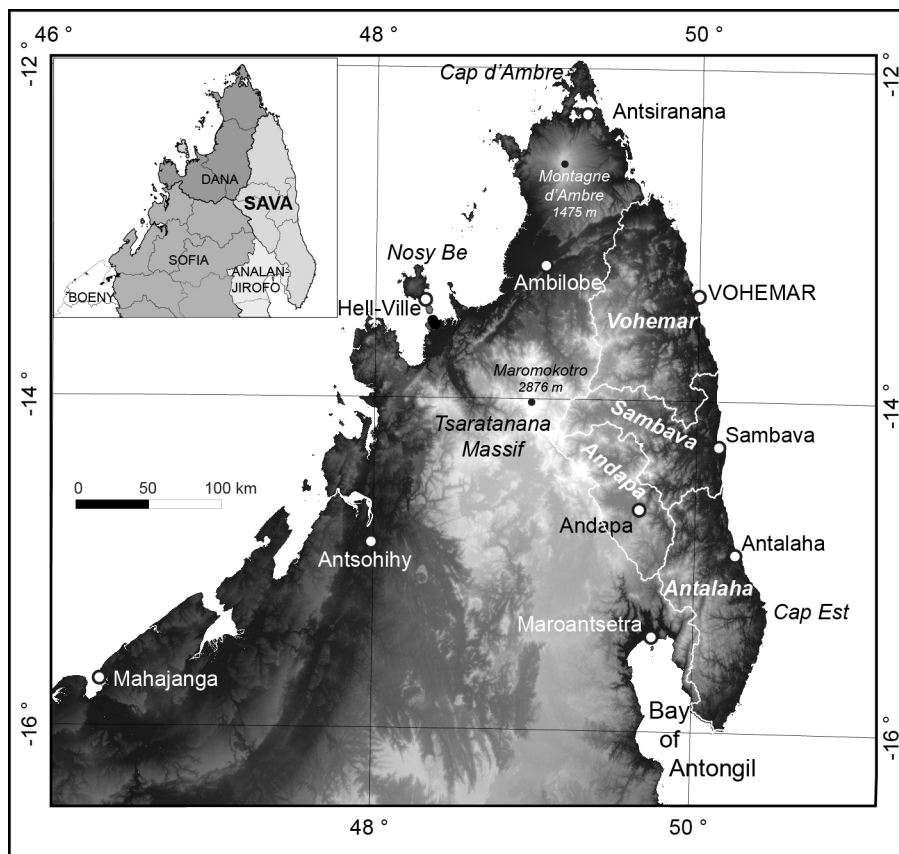 46 °
48 °
50 °
-12°
-12°
Cap d'Ambre
Antsiranana
DANA
SAVA
SOFIA
ANALAN-
JIROFO
BOENY
Montagne
d'Ambre
1475 m
Nosy Be
Ambilobe
Hell-Ville
VOHEMAR
Vohemar
Maromokotro
2876 m
-14°
-14°
Tsaratanana
Massif
Sambava
Sambava
Andapa
0
50
100 km
Andapa
Antsohihy
Antalaha
Antalaha
Cap Est
Maroantsetra
Mahajanga
Bay
of
Antongil
-16°
-16°
48 °
50 °